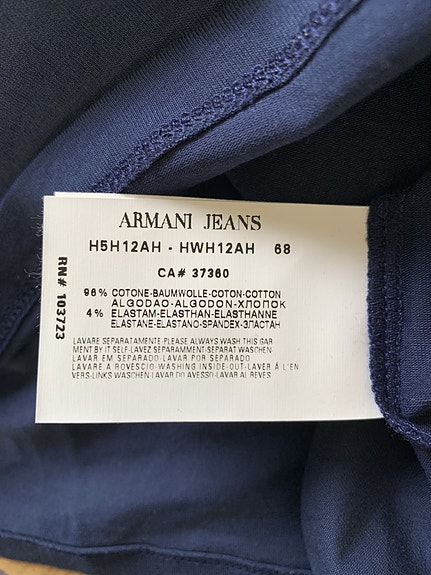 ARMANI JEANS
H5H12AH - HWH12AH 68
CA# 37360
RN# 103723
96% COTONE-BAUMWOLLE-COTON-COTTON
ALGODAO-ALGODON-ХЛОПОК
4% ELASTAM-ELASTHAN-ELASTHANNE
ELASTANE-ELASTANO-SPANDEX-ЭЛАСТАН
LAVARE SEPARATAMENTE-PLEASE ALWAYS WASH THIS GAR
MENT BY IT SELF-LAVEZ SEPARAMMENT-SEPARAT WASCHEN
LAVAR EM SEPARADO-LAVAR POR SEPARADO
LAVARE A ROVESCIO-WASHING INSIDE-OUT-LAVER À L'EN
VERS-LINKS WASCHEN LAVAR DO AVESSO-LAVAR AL REVES